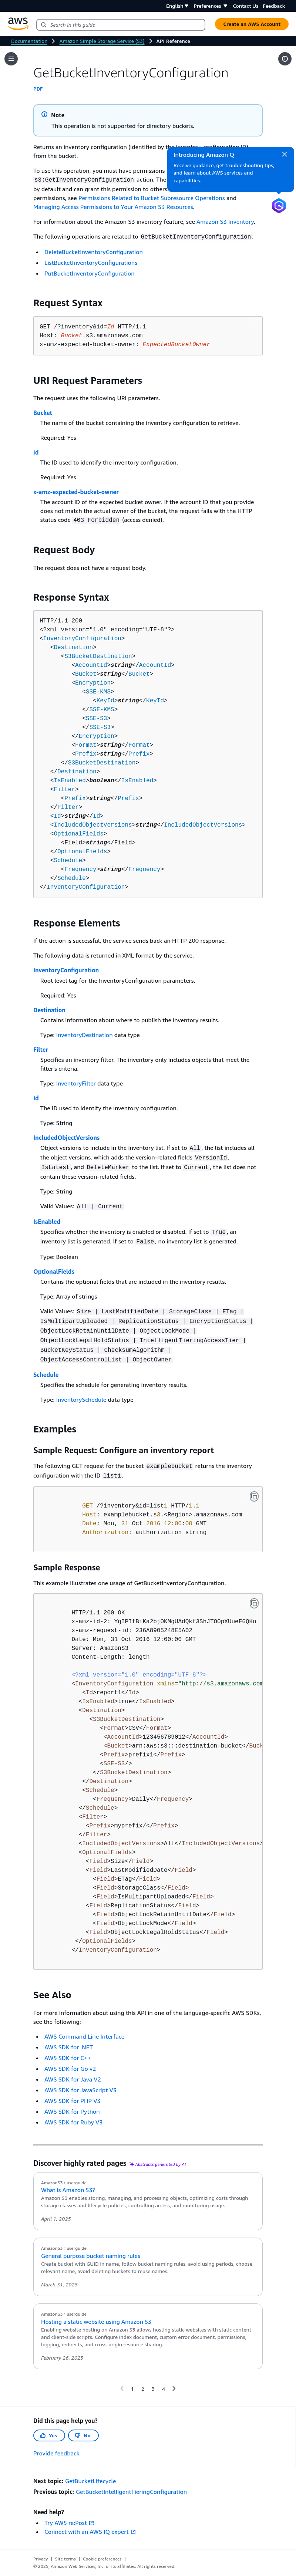 English Preferences Contact Us Feedback
aws
Search in this guide
Create an AWS Account
Documentation Amazon Simple Storage Service (S3) API Reference
GetBucketInventoryConfiguration
PDF
Note
This operation is not supported for directory buckets.
Returns an inventory configuration (identified by the inventory configuration
from the bucket.
Introducing Amazon Q
Receive guidance, get troubleshooting tips,
and learn about AWS services and
capabilities.
To use this operation, you must have permissions
s3:GetInventoryConfiguration action. The
by default
permissions, see Permissions Related to Bucket Subresource Operations and
Managing Access Permissions to Your Amazon S3 Resources.
For information about the Amazon S3 inventory feature, see Amazon S3 Inventory.
The following operations are related to GetBucketInventoryConfiguration:
DeleteBucketInventoryConfiguration
ListBucketInventoryConfigurations
PutBucketInventoryConfiguration
Request Syntax
GET /?inventory&id=Id HTTP/1.1
Host: Bucket.s3.amazonaws.com
x-amz-expected-bucket-owner: ExpectedBucketOwner
URI Request Parameters
The request uses the following URI parameters.
Bucket
The name of the bucket containing the inventory configuration to retrieve.
Required: Yes
id
The ID used to identify the inventory configuration.
Required: Yes
x-amz-expected-bucket-owner
The account ID of the expected bucket owner. If the account ID that you provide
does not match the actual owner of the bucket, the request fails with the HTTP
status code 403 Forbidden (access denied).
Request Body
The request does not have a request body.
Response Syntax
HTTP/1.1 200
<?xml version="1.0" encoding="UTF-8"?>
<InventoryConfiguration>
<Destination>
<S3BucketDestination>
<AccountId>string</AccountId>
<Bucket>string</Bucket>
<Encryption>
<SSE-KMS>
<KeyId>string</KeyId>
</SSE-KMS>
<SSE-S3>
</SSE-S3>
</Encryption>
<Format>string</Format>
<Prefix>string</Prefix>
</S3BucketDestination>
</Destination>
<IsEnabled>boolean</IsEnabled>
<Filter>
<Prefix>string</Prefix>
</Filter>
<Id>string</Id>
<IncludedObjectVersions>string</IncludedObjectVersions>
<OptionalFields>
<Field>string</Field>
</OptionalFields>
<Schedule>
<Frequency>string</Frequency>
</Schedule>
</InventoryConfiguration>
Response Elements
If the action is successful, the service sends back an HTTP 200 response.
The following data is returned in XML format by the service.
InventoryConfiguration
Root level tag for the InventoryConfiguration parameters.
Required: Yes
Destination
Contains information about where to publish the inventory results.
Type: InventoryDestination data type
Filter
Specifies an inventory filter. The inventory only includes objects that meet the
filter's criteria.
Type: InventoryFilter data type
Id
The ID used to identify the inventory configuration.
Type: String
IncludedObjectVersions
Object versions to include in the inventory list. If set to All, the list includes all
the object versions, which adds the version-related fields VersionId,
IsLatest, and DeleteMarker to the list. If set to Current, the list does not
contain these version-related fields.
Type: String
Valid Values: All | Current
IsEnabled
Specifies whether the inventory is enabled or disabled. If set to True, an
inventory list is generated. If set to False, no inventory list is generated.
Type: Boolean
OptionalFields
Contains the optional fields that are included in the inventory results.
Type: Array of strings
Valid Values: Size | LastModifiedDate | StorageClass | ETag |
IsMultipartUploaded | ReplicationStatus | EncryptionStatus |
ObjectLockRetainUntilDate | ObjectLockMode |
ObjectLockLegalHoldStatus | IntelligentTieringAccessTier |
BucketKeyStatus | ChecksumAlgorithm |
ObjectAccessControlList | ObjectOwner
Schedule
Specifies the schedule for generating inventory results.
Type: InventorySchedule data type
Examples
Sample Request: Configure an inventory report
The following GET request for the bucket examplebucket returns the inventory
configuration with the ID list1.
GET /?inventory&id=list1 HTTP/1.1
Host: examplebucket.s3.<Region>.amazonaws.com
Date: Mon, 31 Oct 2016 12:00:00 GMT
Authorization: authorization string
Sample Response
This example illustrates one usage of GetBucketInventoryConfiguration.
HTTP/1.1 200 OK
x-amz-id-2: YgIPIfBiKa2bj0KMgUAdQkf3ShJTOOpXUueF6QKo
x-amz-request-id: 236A8905248E5A02
Date: Mon, 31 Oct 2016 12:00:00 GMT
Server: AmazonS3
Content-Length: length
<?xml version="1.0" encoding="UTF-8"?>
<InventoryConfiguration xmlns="http://s3.amazonaws.com
<Id>report1</Id>
<IsEnabled>true</IsEnabled>
<Destination>
<S3BucketDestination>
<Format>CSV</Format>
<AccountId>123456789012</AccountId>
<Bucket>arn:aws:s3:::destination-bucket</Buck
<Prefix>prefix1</Prefix>
<SSE-S3/>
</S3BucketDestination>
</Destination>
<Schedule>
<Frequency>Daily</Frequency>
</Schedule>
<Filter>
<Prefix>myprefix/</Prefix>
</Filter>
<IncludedObjectVersions>All</IncludedObjectVersions>
<OptionalFields>
<Field>Size</Field>
<Field>LastModifiedDate</Field>
<Field>ETag</Field>
<Field>StorageClass</Field>
<Field>IsMultipartUploaded</Field>
<Field>ReplicationStatus</Field>
<Field>ObjectLockRetainUntilDate</Field>
<Field>ObjectLockMode</Field>
<Field>ObjectLockLegalHoldStatus</Field>
</OptionalFields>
</InventoryConfiguration>
See Also
For more information about using this API in one of the language-specific AWS SDKs,
see the following:
AWS Command Line Interface
AWS SDK for .NET
AWS SDK for C++
AWS SDK for Go v2
AWS SDK for Java V2
AWS SDK for JavaScript V3
AWS SDK for PHP V3
AWS SDK for Python
AWS SDK for Ruby V3
Discover highly rated pages Abstracts generated by AI
AmazonS3 › userguide
What is Amazon S3?
Amazon S3 enables storing, managing, and processing objects, optimizing costs through
storage classes and lifecycle policies, controlling access, and monitoring usage.
April 7, 2025
AmazonS3 › userguide
General purpose bucket naming rules
Create bucket with GUID in name, follow bucket naming rules, avoid using periods, choose
relevant name, avoid deleting buckets to reuse names.
March 31, 2025
AmazonS3 › userguide
Hosting a static website using Amazon S3
Enabling website hosting on Amazon S3 allows hosting static websites with static content
and client-side scripts. Configure index document, custom error document, permissions,
logging, redirects, and cross-origin resource sharing.
February 26, 2025
1 2 3 4
Did this page help you?
Yes No
Provide feedback
Next topic: GetBucketLifecycle
Previous topic: GetBucketIntelligentTieringConfiguration
Need help?
Try AWS re:Post
Connect with an AWS IQ expert
Privacy | Site terms | Cookie preferences |
© 2025, Amazon Web Services, Inc. or its affiliates. All rights reserved.